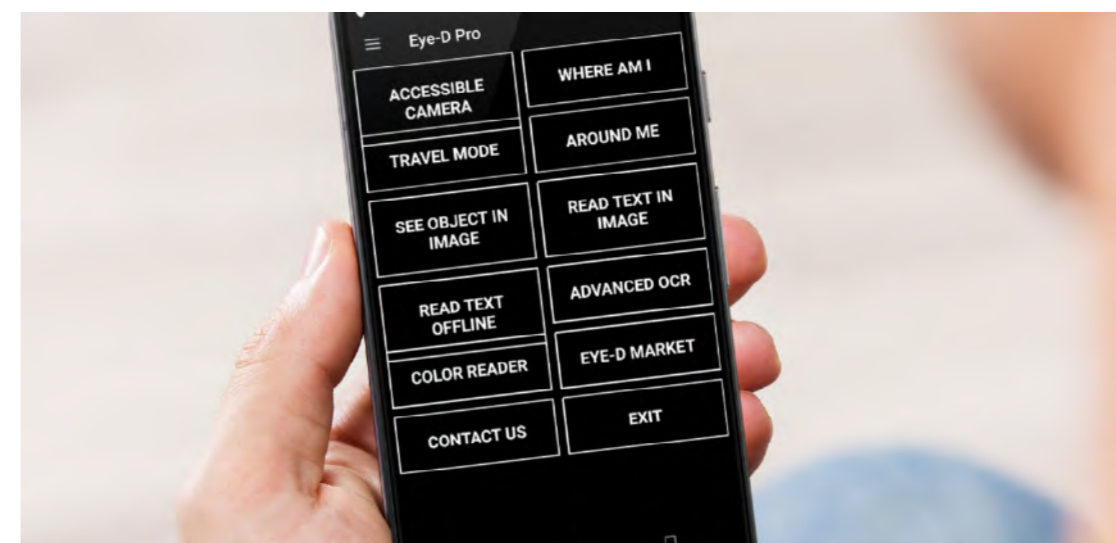 Eye-D Pro
ACCESSIBLE
CAMERA
WHERE AM I
TRAVEL MODE
AROUND ME
SEE OBJECT IN
IMAGE
READ TEXT IN
IMAGE
READ TEXT
OFFLINE
ADVANCED OCR
COLOR READER
EYE-D MARKET
CONTACT US
EXIT